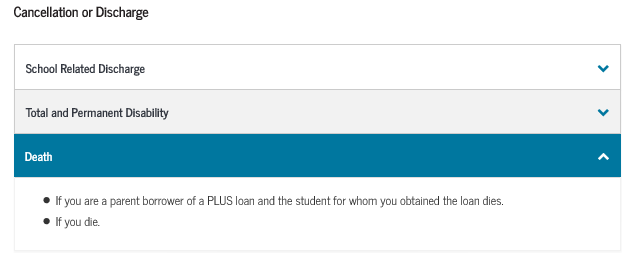 Cancellation or Discharge
School Related Discharge
Total and Permanent Disability
Death
If you are a parent borrower of a PLUS loan and the student for whom you obtained the loan dies.
If you die.